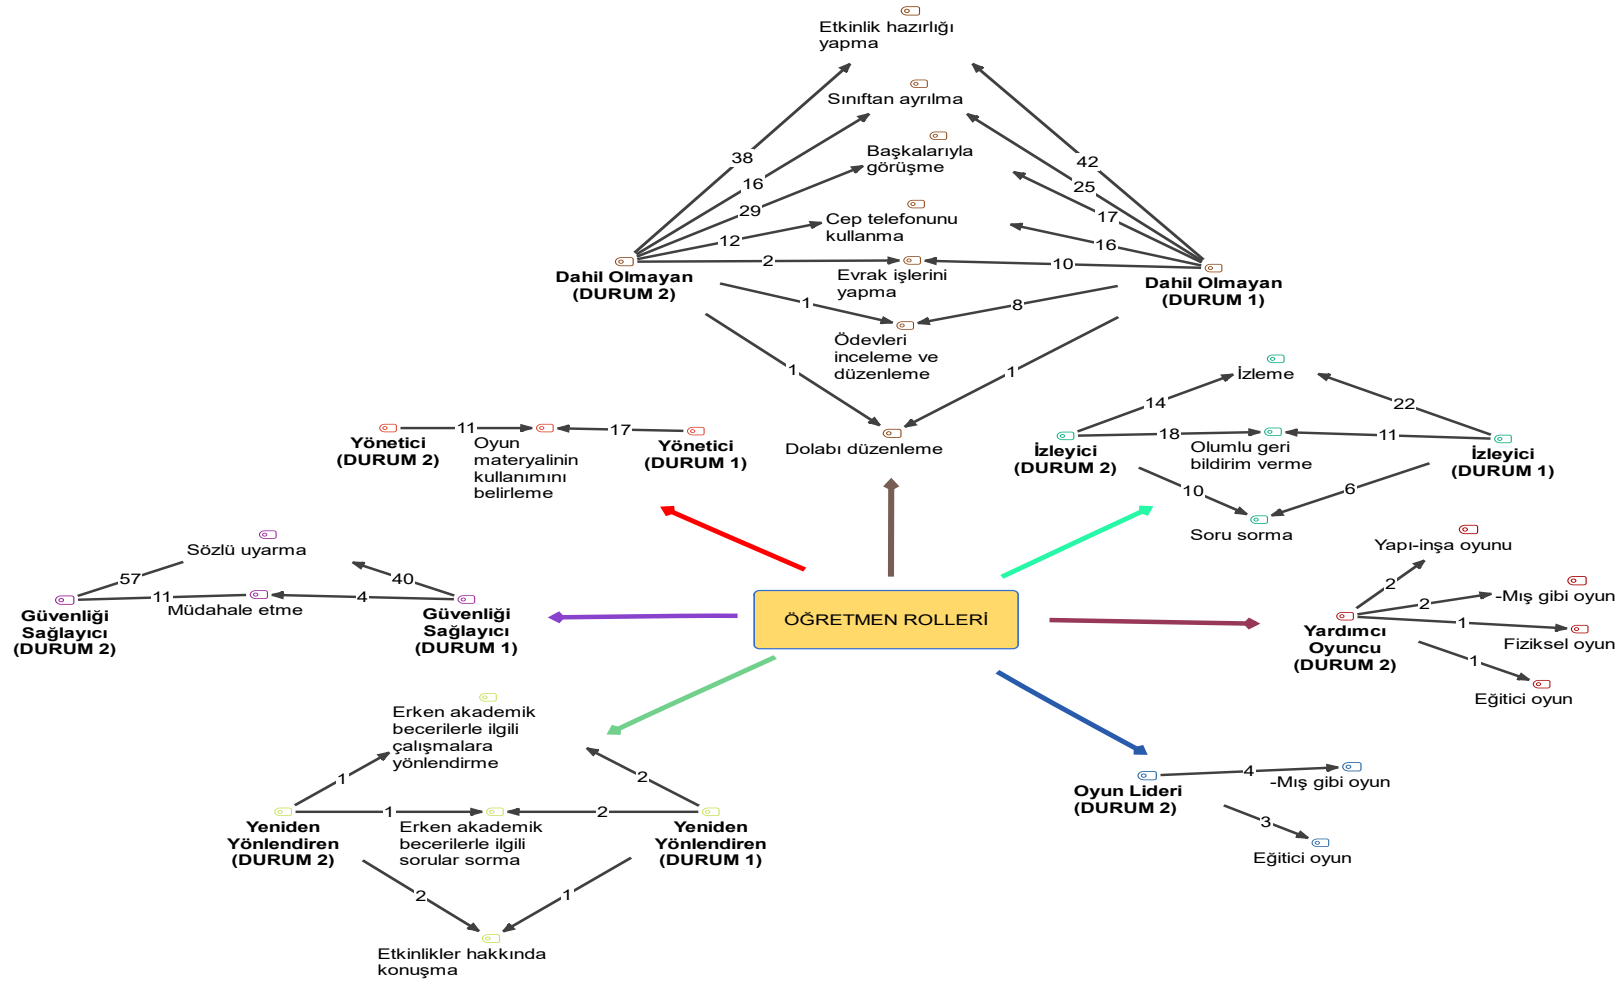 Etkinlik hazırlığı
yapma
Sınıftan ayrılma
Başkalarıyla
görüşme
Cep telefonunu
kullanma
Evrak işlerini
yapma
Ödevleri
inceleme ve
düzenleme
Dolabı düzenleme
38
16
29
12
2
1
1
42
25
17
16
10
8
1
Dahil Olmayan
(DURUM 2)
Dahil Olmayan
(DURUM 1)
Yönetici
(DURUM 2)
11
Oyun
materyalinin
kullanımını
belirleme
17
Yönetici
(DURUM 1)
İzleme
14
22
18
11
İzleyici
(DURUM 2)
Olumlu geri
bildirim verme
İzleyici
(DURUM 1)
10
6
Soru sorma
Sözlü uyarma
57
40
11
4
Müdahale etme
Güvenliği
Sağlayıcı
(DURUM 2)
Güvenliği
Sağlayıcı
(DURUM 1)
ÖĞRETMEN ROLLERİ
Yapı-inşa oyunu
2
-Mış gibi oyun
2
1
Fiziksel oyun
Yardımcı
Oyuncu
(DURUM 2)
1
Eğitici oyun
Erken akademik
becerilerle ilgili
çalışmalara
yönlendirme
1
2
1
2
Yeniden
Yönlendiren
(DURUM 2)
Erken akademik
becerilerle ilgili
sorular sorma
Yeniden
Yönlendiren
(DURUM 1)
2
1
Etkinlikler hakkında
konuşma
Oyun Lideri
(DURUM 2)
4
-Mış gibi oyun
3
Eğitici oyun